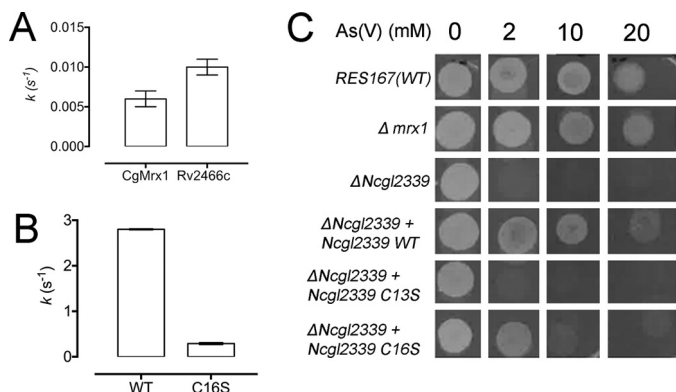 A
k (s⁻¹)
0.015
0.010
0.005
0.000
CgMrx1 Rv2466c
B
k (s⁻¹)
3
2
1
0
WT C16S
C
As(V) (mM) 0 2 10 20
RES167(WT)
Δ mrx1
ΔNcgl2339
ΔNcgl2339 +
Ncgl2339 WT
ΔNcgl2339 +
Ncgl2339 C13S
ΔNcgl2339 +
Ncgl2339 C16S